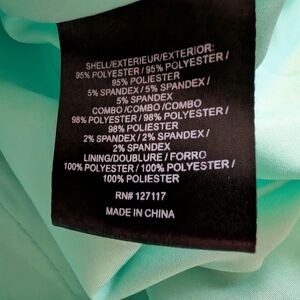 SHELL/EXTERIEUR/EXTERIOR:
95% POLYESTER / 95% POLYESTER /
95% POLIESTER
5% SPANDEX / 5% SPANDEX /
5% SPANDEX
COMBO/COMBO/COMBO
98% POLYESTER / 98% POLYESTER /
98% POLIESTER
2% SPANDEX / 2% SPANDEX /
2% SPANDEX
LINING/DOUBLURE / FORRO
100% POLYESTER / 100% POLYESTER /
100% POLIESTER
RN# 127117
MADE IN CHINA